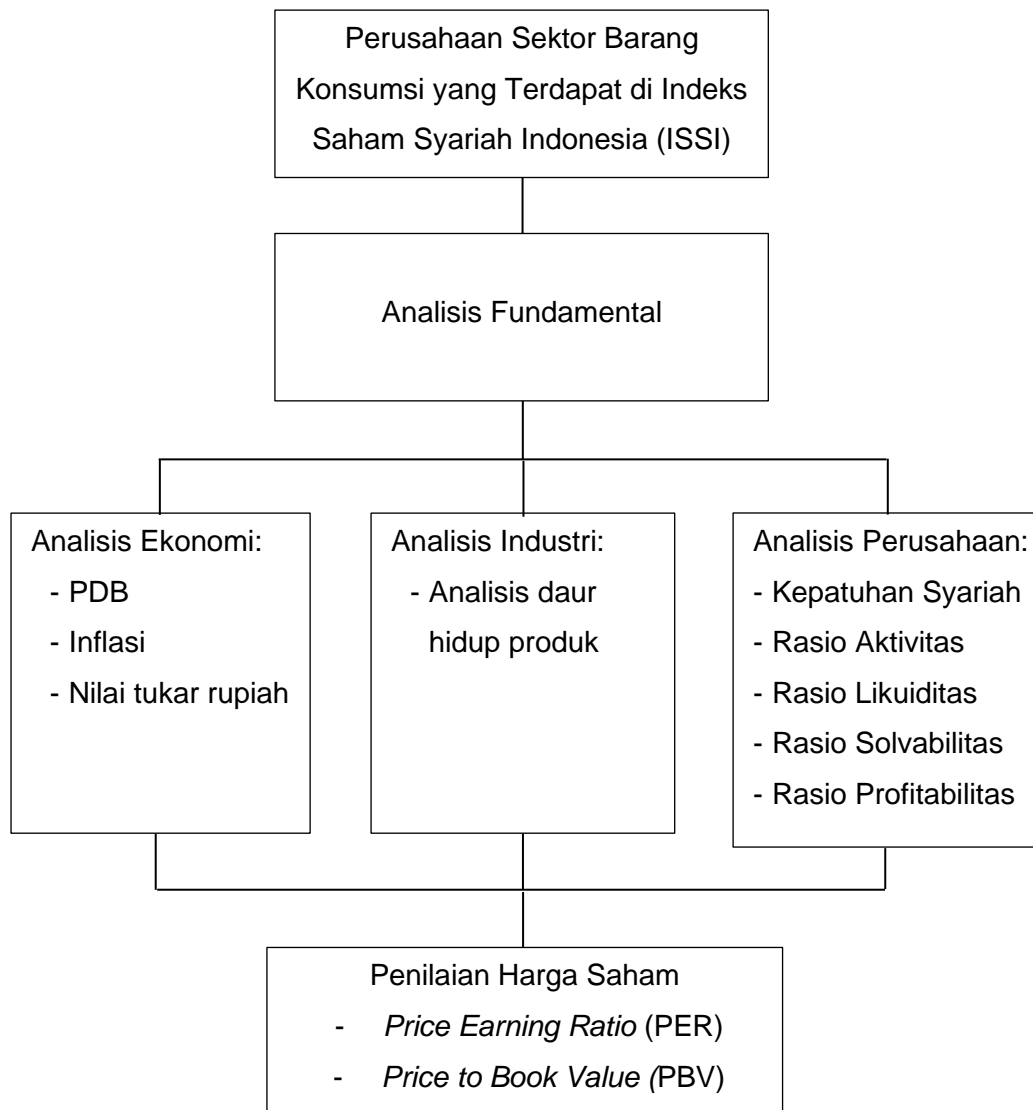 Perusahaan Sektor Barang
Konsumsi yang Terdapat di Indeks
Saham Syariah Indonesia (ISSI)
Analisis Fundamental
Analisis Ekonomi:
- PDB
- Inflasi
- Nilai tukar rupiah
Analisis Industri:
- Analisis daur
hidup produk
Analisis Perusahaan:
- Kepatuhan Syariah
- Rasio Aktivitas
- Rasio Likuiditas
- Rasio Solvabilitas
- Rasio Profitabilitas
Penilaian Harga Saham
- Price Earning Ratio (PER)
- Price to Book Value (PBV)